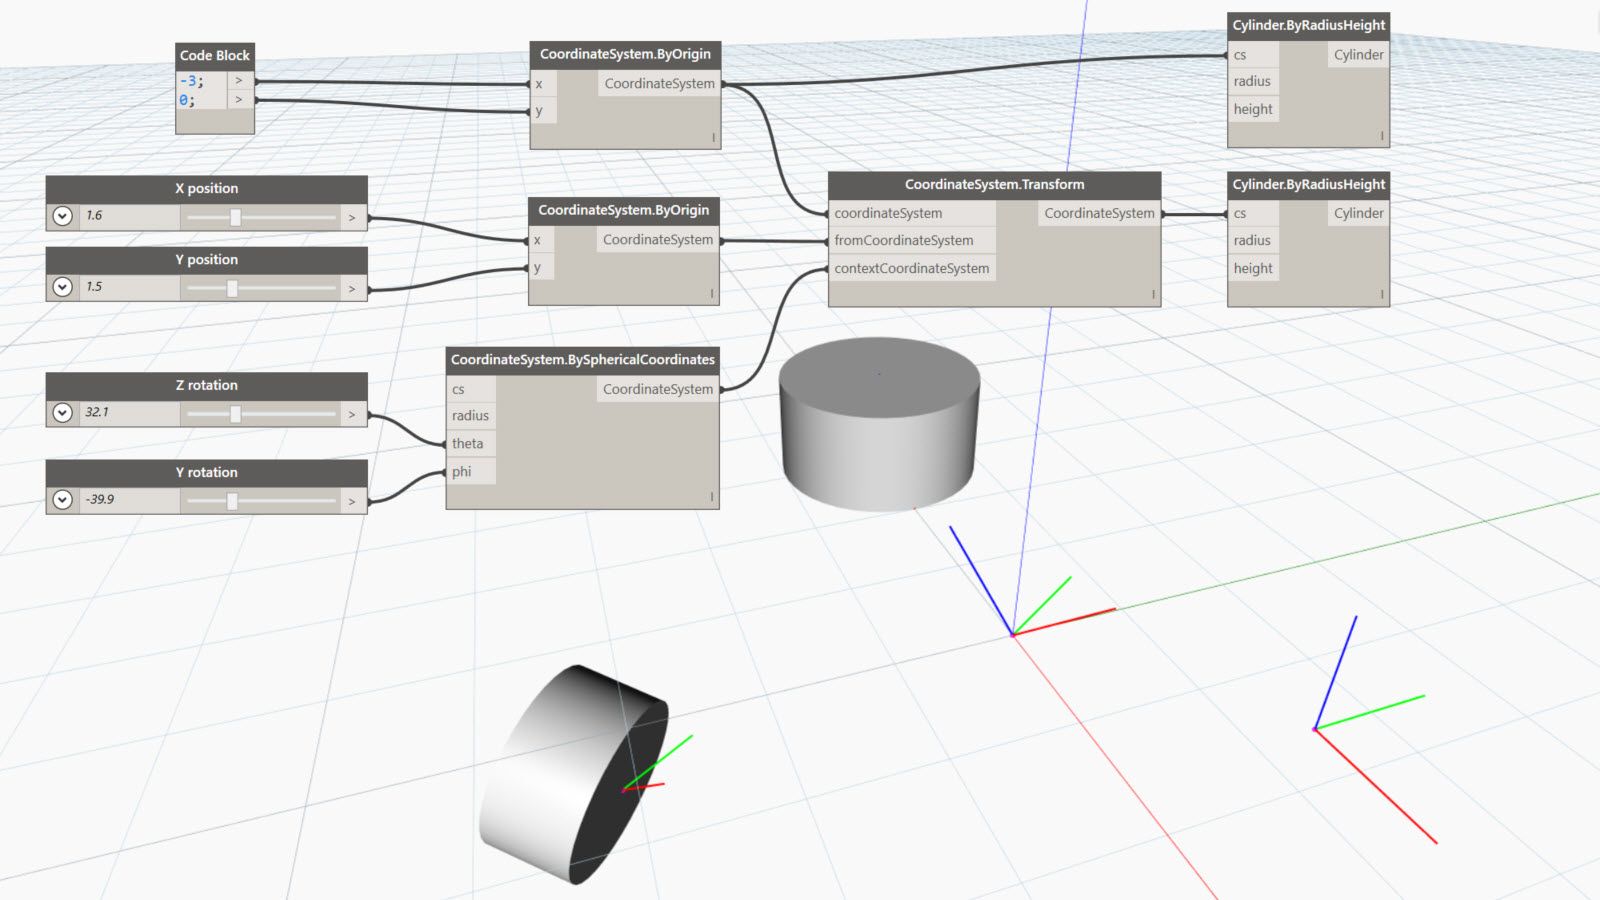 Code Block
-3; >
0; >
CoordinateSystem.ByOrigin
x CoordinateSystem
y
Cylinder.ByRadiusHeight
cs Cylinder
radius
height
X position
1.6 >
Y position
1.5 >
CoordinateSystem.ByOrigin
x CoordinateSystem
y
CoordinateSystem.Transform
coordinateSystem CoordinateSystem
fromCoordinateSystem
contextCoordinateSystem
Cylinder.ByRadiusHeight
cs Cylinder
radius
height
Z rotation
32.1 >
Y rotation
-39.9 >
CoordinateSystem.BySphericalCoordinates
cs CoordinateSystem
radius
theta
phi